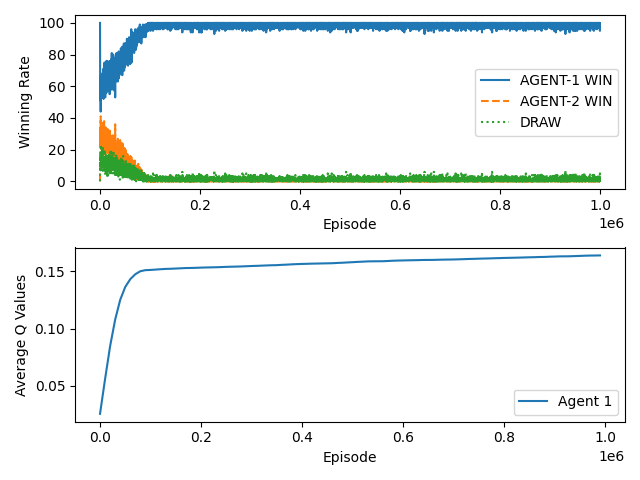 100
80
60
40
20
0
Winning Rate
AGENT-1 WIN
AGENT-2 WIN
DRAW
0.0 0.2 0.4 0.6 0.8 1.0
1e6
Episode
0.15
0.10
0.05
Average Q Values
Agent 1
0.0 0.2 0.4 0.6 0.8 1.0
1e6
Episode